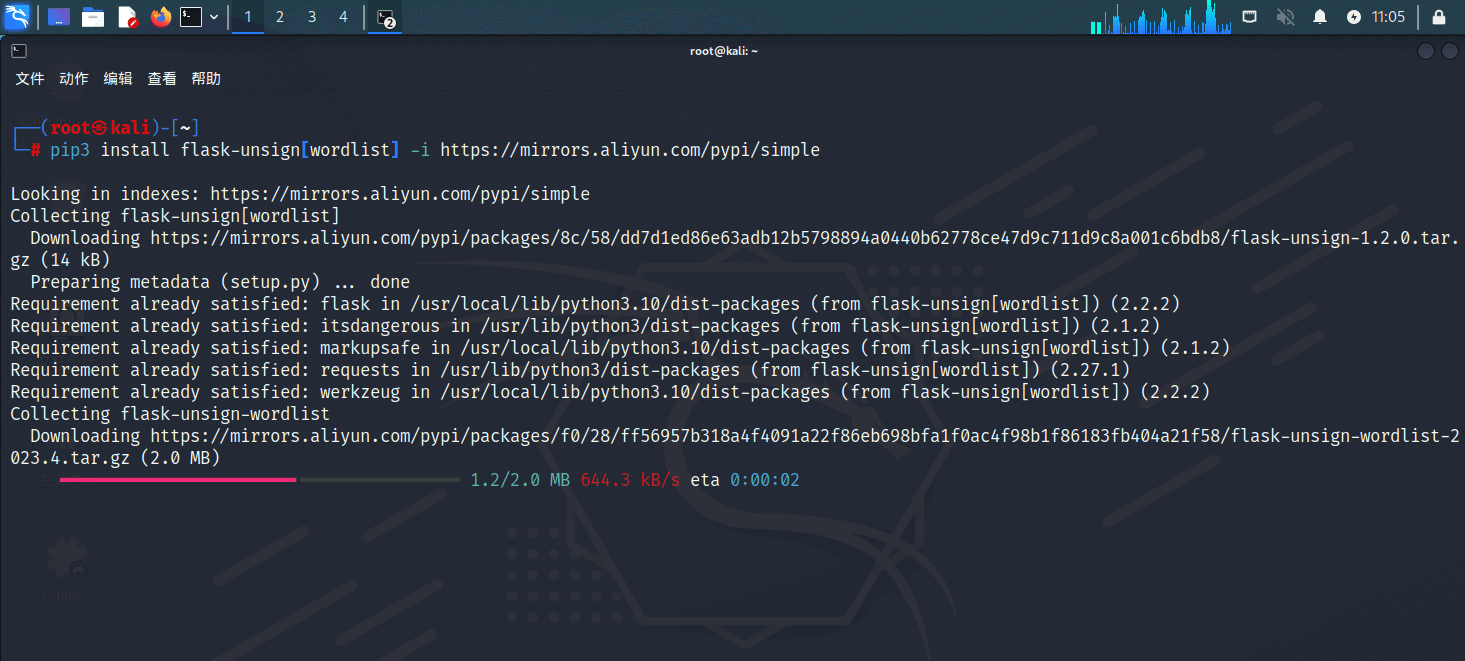 1 2 3 4 2 11:05
root@kali: ~
文件 动作 编辑 查看 帮助
┌──(root㉿kali)-[~]
└─# pip3 install flask-unsign[wordlist] -i https://mirrors.aliyun.com/pypi/simple
Looking in indexes: https://mirrors.aliyun.com/pypi/simple
Collecting flask-unsign[wordlist]
  Downloading https://mirrors.aliyun.com/pypi/packages/8c/58/dd7d1ed86e63adb12b5798894a0440b62778ce47d9c711d9c8a001c6bdb8/flask-unsign-1.2.0.tar.
gz (14 kB)
  Preparing metadata (setup.py) ... done
Requirement already satisfied: flask in /usr/local/lib/python3.10/dist-packages (from flask-unsign[wordlist]) (2.2.2)
Requirement already satisfied: itsdangerous in /usr/lib/python3/dist-packages (from flask-unsign[wordlist]) (2.1.2)
Requirement already satisfied: markupsafe in /usr/local/lib/python3.10/dist-packages (from flask-unsign[wordlist]) (2.1.2)
Requirement already satisfied: requests in /usr/lib/python3/dist-packages (from flask-unsign[wordlist]) (2.27.1)
Requirement already satisfied: werkzeug in /usr/local/lib/python3.10/dist-packages (from flask-unsign[wordlist]) (2.2.2)
Collecting flask-unsign-wordlist
  Downloading https://mirrors.aliyun.com/pypi/packages/f0/28/ff56957b318a4f4091a22f86eb698bfa1f0ac4f98b1f86183fb404a21f58/flask-unsign-wordlist-2
023.4.tar.gz (2.0 MB)
1.2/2.0 MB 644.3 kB/s eta 0:00:02
sublime